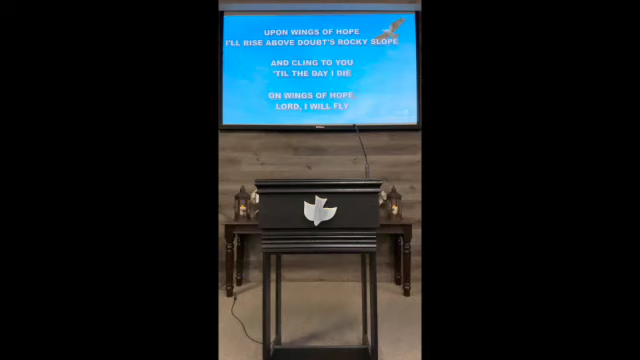 UPON WINGS OF HOPE
I'LL RISE ABOVE DOUBT'S ROCKY SLOPE
AND CLING TO YOU
'TIL THE DAY I DIE
ON WINGS OF HOPE
LORD, I WILL FLY